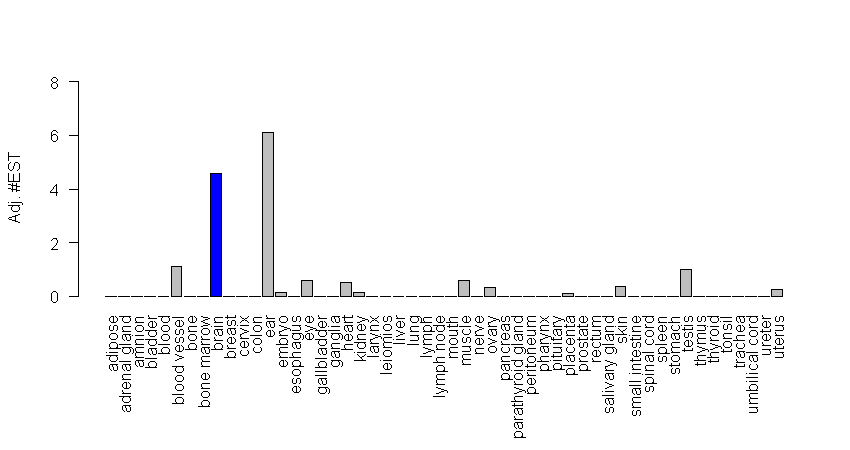 8
6
4
2
0
Adj. #EST
adipose
adrenal gland
amnion
bladder
blood
blood vessel
bone
bone marrow
brain
breast
cervix
colon
ear
embryo
esophagus
eye
gallbladder
ganglia
heart
kidney
larynx
leiomios
liver
lung
lymph
lymph node
mouth
muscle
nerve
ovary
pancreas
parathyroid gland
peritoneum
pharynx
pituitary
placenta
prostate
rectum
salivary gland
skin
small intestine
spinal cord
spleen
stomach
testis
thymus
thyroid
tonsil
trachea
umbilical cord
ureter
uterus